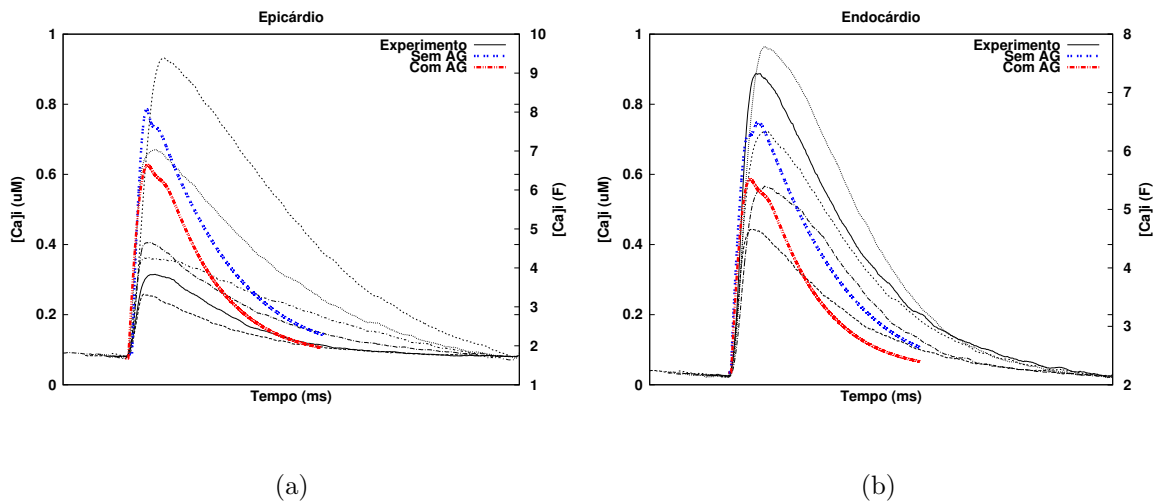 Epicárdio
Experimento
Sem AG
Com AG
[Ca]i (uM)
1
0.8
0.6
0.4
0.2
0
10
9
8
7
6
5
4
3
2
1
[Ca]i (F)
Tempo (ms)
(a)
Endocárdio
Experimento
Sem AG
Com AG
[Ca]i (uM)
1
0.8
0.6
0.4
0.2
0
8
7
6
5
4
3
2
[Ca]i (F)
Tempo (ms)
(b)